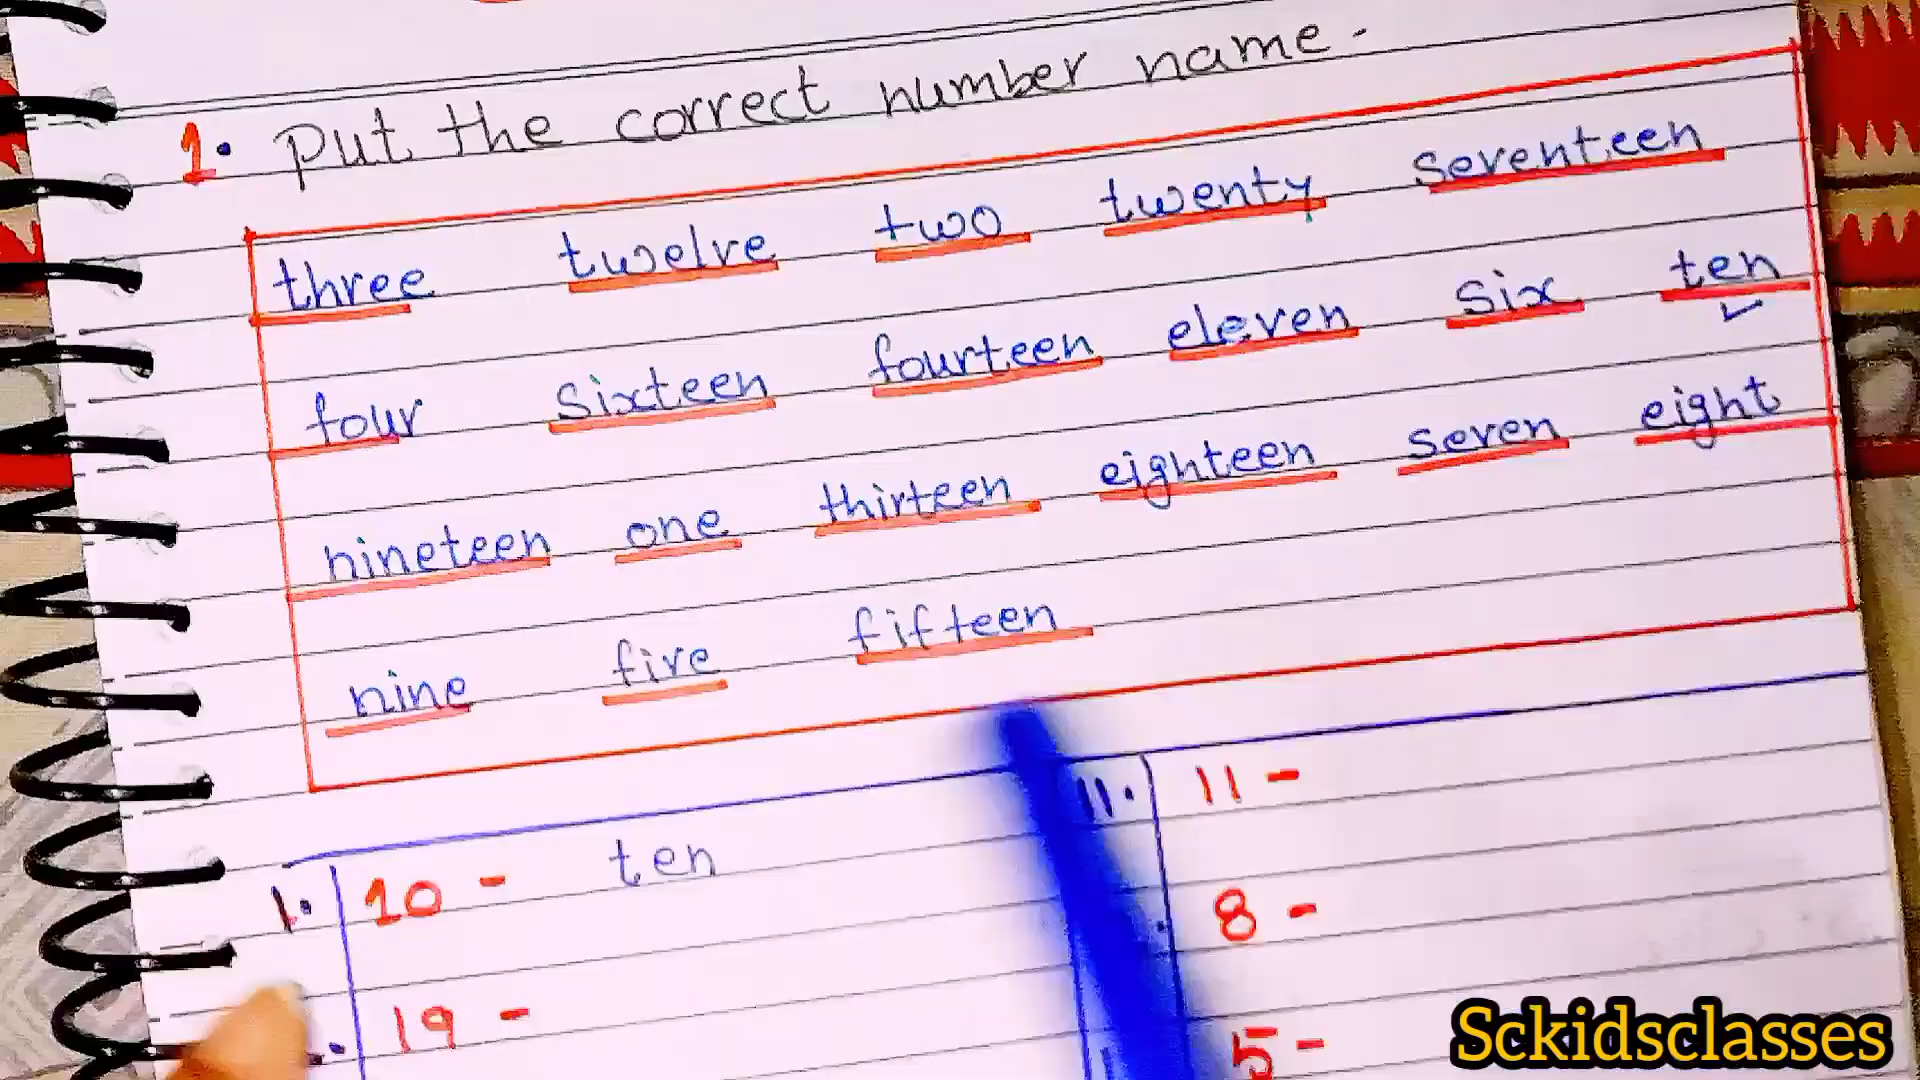 1. Put the correct number name.
three twelve two twenty seventeen
four sixteen fourteen eleven six ten
nineteen one thirteen eighteen seven eight
nine five fifteen
1. 10 - ten
11. 11 -
8 -
19 -
5 -
Sckidsclasses